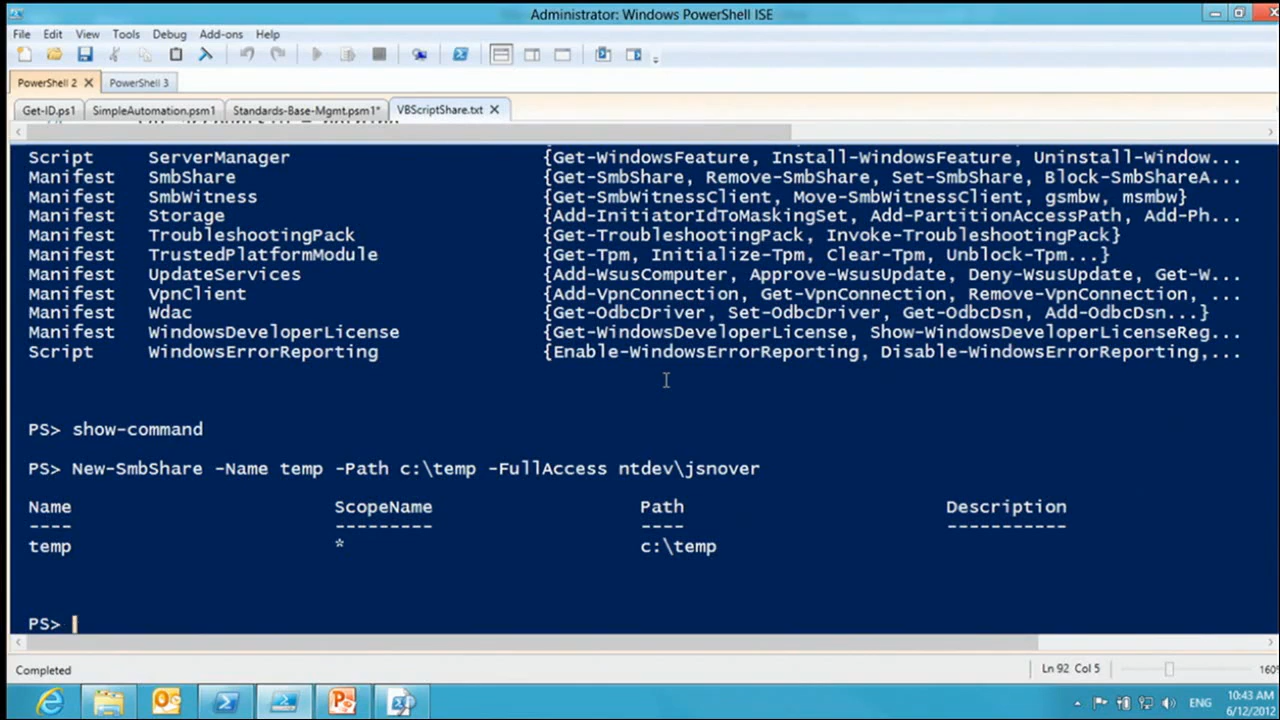 Administrator: Windows PowerShell ISE
File Edit View Tools Debug Add-ons Help
PowerShell 2 PowerShell 3
Get-ID.ps1 SimpleAutomation.psm1 Standards-Base-Mgmt.psm1* VBScriptShare.txt
Script ServerManager {Get-WindowsFeature, Install-WindowsFeature, Uninstall-Window...
Manifest SmbShare {Get-SmbShare, Remove-SmbShare, Set-SmbShare, Block-SmbShareA...
Manifest SmbWitness {Get-SmbWitnessClient, Move-SmbWitnessClient, gsmbw, msmbw}
Manifest Storage {Add-InitiatorIdToMaskingSet, Add-PartitionAccessPath, Add-Ph...
Manifest TroubleshootingPack {Get-TroubleshootingPack, Invoke-TroubleshootingPack}
Manifest TrustedPlatformModule {Get-Tpm, Initialize-Tpm, Clear-Tpm, Unblock-Tpm...}
Manifest UpdateServices {Add-WsusComputer, Approve-WsusUpdate, Deny-WsusUpdate, Get-W...
Manifest VpnClient {Add-VpnConnection, Get-VpnConnection, Remove-VpnConnection, ...
Manifest Wdac {Get-OdbcDriver, Set-OdbcDriver, Get-OdbcDsn, Add-OdbcDsn...}
Manifest WindowsDeveloperLicense {Get-WindowsDeveloperLicense, Show-WindowsDeveloperLicenseReg...
Script WindowsErrorReporting {Enable-WindowsErrorReporting, Disable-WindowsErrorReporting,...
PS> show-command
PS> New-SmbShare -Name temp -Path c:\temp -FullAccess ntdev\jsnover
Name ScopeName Path Description
---- --------- ---- -----------
temp * c:\temp
PS>
Completed Ln 92 Col 5 160%
ENG 10:43 AM
6/12/2012